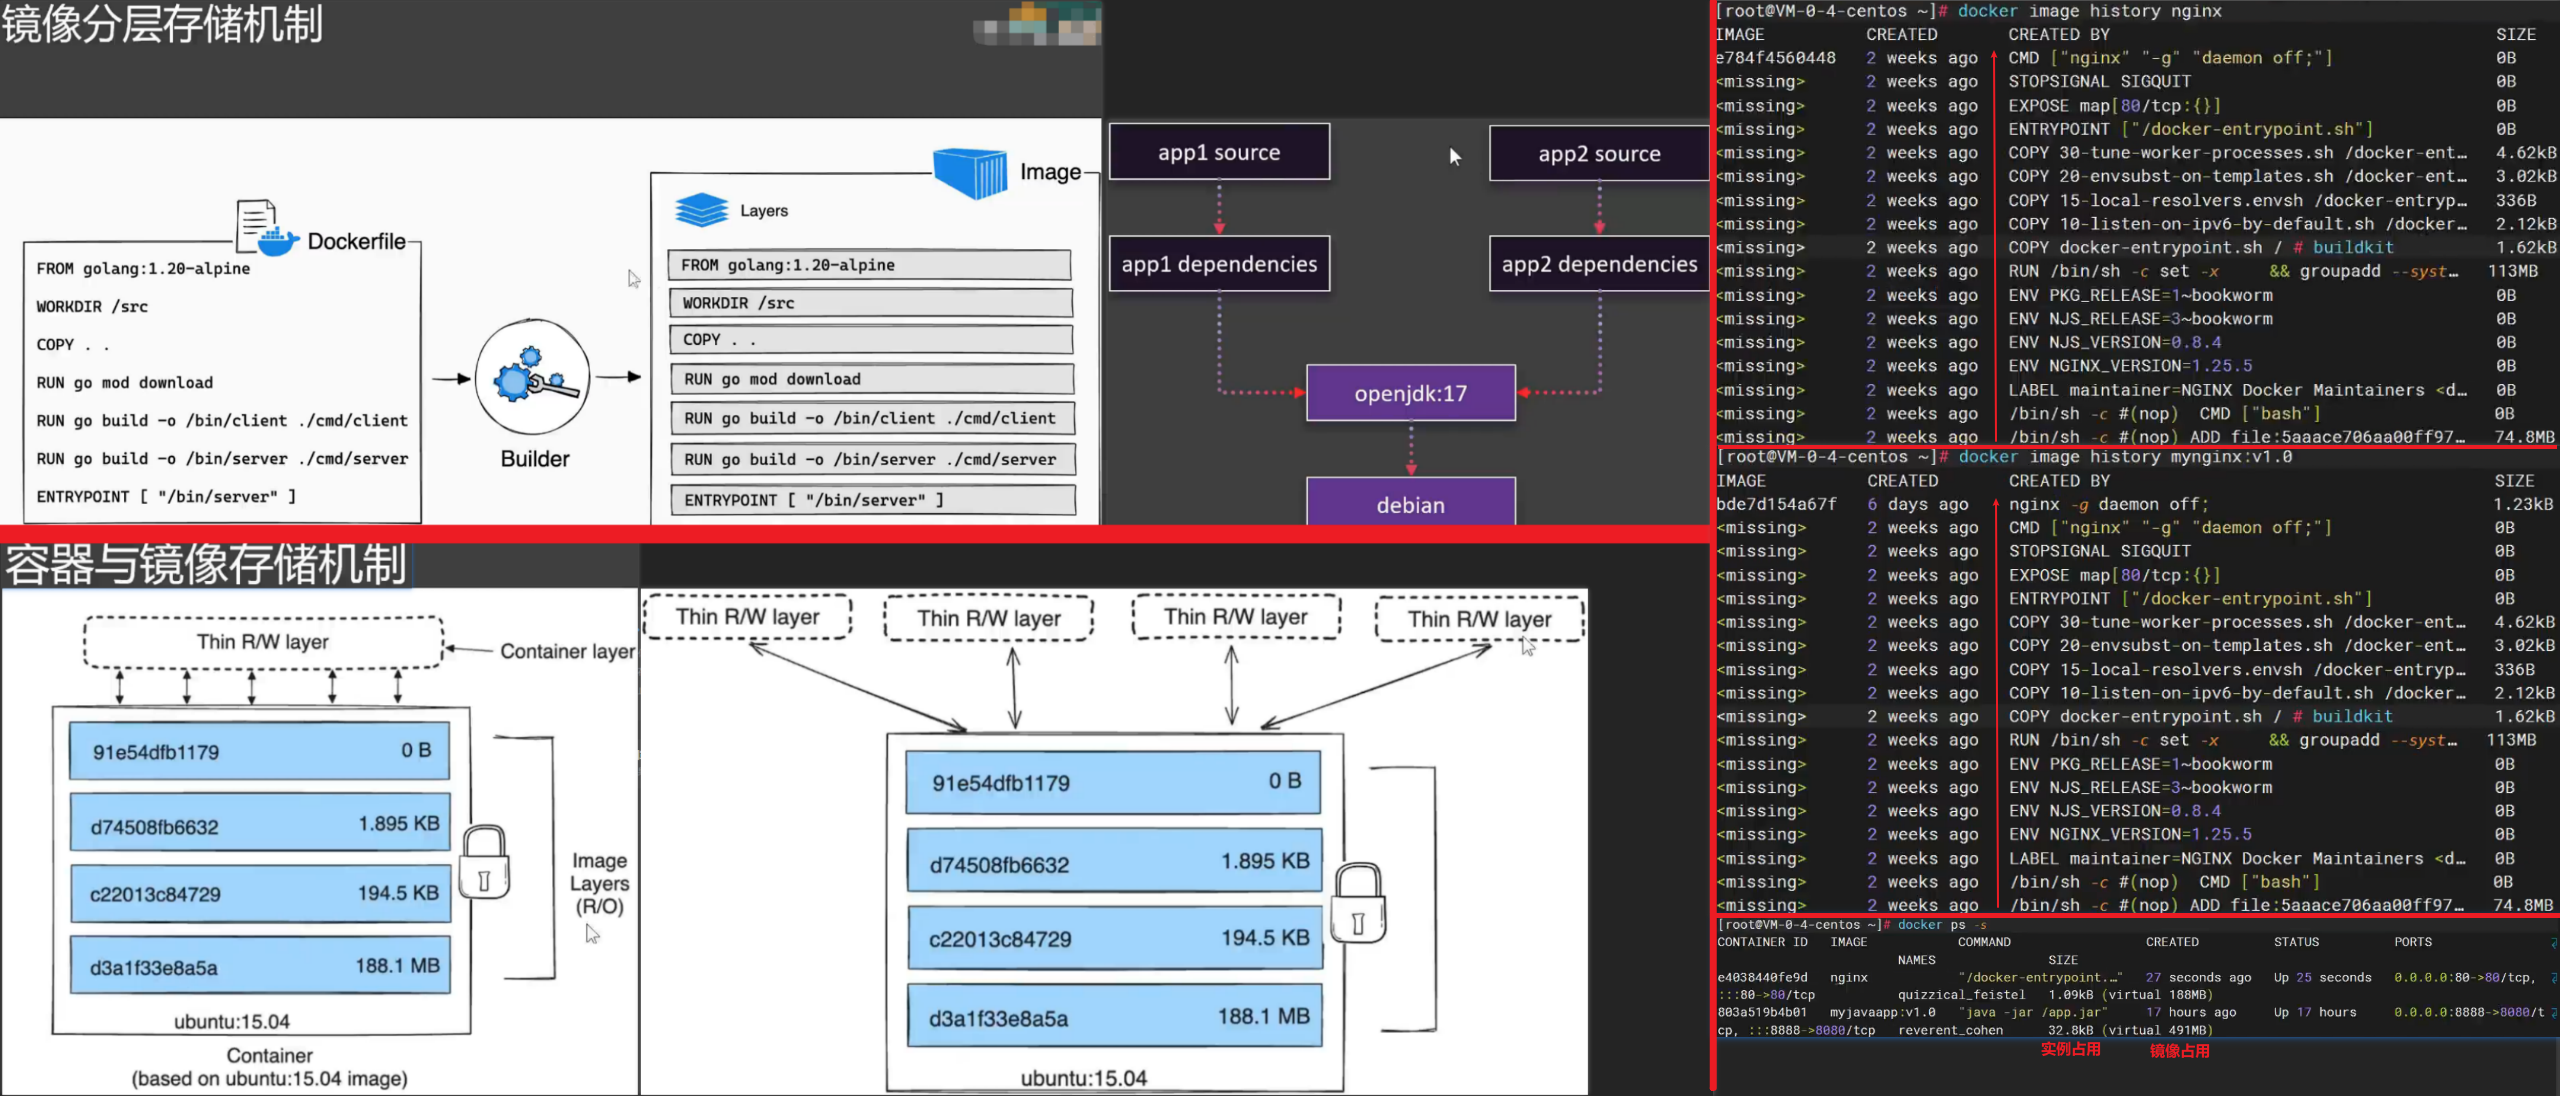 镜像分层存储机制
Dockerfile
FROM golang:1.20-alpine
WORKDIR /src
COPY . .
RUN go mod download
RUN go build -o /bin/client ./cmd/client
RUN go build -o /bin/server ./cmd/server
ENTRYPOINT [ "/bin/server" ]
Builder
Image
Layers
FROM golang:1.20-alpine
WORKDIR /src
COPY . .
RUN go mod download
RUN go build -o /bin/client ./cmd/client
RUN go build -o /bin/server ./cmd/server
ENTRYPOINT [ "/bin/server" ]
app1 source
app2 source
app1 dependencies
app2 dependencies
openjdk:17
debian
容器与镜像存储机制
Thin R/W layer
Container layer
91e54dfb1179 0 B
d74508fb6632 1.895 KB
c22013c84729 194.5 KB
d3a1f33e8a5a 188.1 MB
ubuntu:15.04
Image
Layers
(R/O)
Container
(based on ubuntu:15.04 image)
Thin R/W layer
Thin R/W layer
Thin R/W layer
Thin R/W layer
91e54dfb1179 0 B
d74508fb6632 1.895 KB
c22013c84729 194.5 KB
d3a1f33e8a5a 188.1 MB
ubuntu:15.04
[root@VM-0-4-centos ~]# docker image history nginx
IMAGE CREATED CREATED BY SIZE
e784f4560448 2 weeks ago CMD ["nginx" "-g" "daemon off;"] 0B
<missing> 2 weeks ago STOPSIGNAL SIGQUIT 0B
<missing> 2 weeks ago EXPOSE map[80/tcp:{}] 0B
<missing> 2 weeks ago ENTRYPOINT ["/docker-entrypoint.sh"] 0B
<missing> 2 weeks ago COPY 30-tune-worker-processes.sh /docker-ent… 4.62kB
<missing> 2 weeks ago COPY 20-envsubst-on-templates.sh /docker-ent… 3.02kB
<missing> 2 weeks ago COPY 15-local-resolvers.envsh /docker-entryp… 336B
<missing> 2 weeks ago COPY 10-listen-on-ipv6-by-default.sh /docker… 2.12kB
<missing> 2 weeks ago COPY docker-entrypoint.sh / # buildkit 1.62kB
<missing> 2 weeks ago RUN /bin/sh -c set -x && groupadd --syst… 113MB
<missing> 2 weeks ago ENV PKG_RELEASE=1~bookworm 0B
<missing> 2 weeks ago ENV NJS_RELEASE=3~bookworm 0B
<missing> 2 weeks ago ENV NJS_VERSION=0.8.4 0B
<missing> 2 weeks ago ENV NGINX_VERSION=1.25.5 0B
<missing> 2 weeks ago LABEL maintainer=NGINX Docker Maintainers <d… 0B
<missing> 2 weeks ago /bin/sh -c #(nop) CMD ["bash"] 0B
<missing> 2 weeks ago /bin/sh -c #(nop) ADD file:5aaace706aa00ff97… 74.8MB
[root@VM-0-4-centos ~]# docker image history mynginx:v1.0
IMAGE CREATED CREATED BY SIZE
bde7d154a67f 6 days ago nginx -g daemon off; 1.23kB
<missing> 2 weeks ago CMD ["nginx" "-g" "daemon off;"] 0B
<missing> 2 weeks ago STOPSIGNAL SIGQUIT 0B
<missing> 2 weeks ago EXPOSE map[80/tcp:{}] 0B
<missing> 2 weeks ago ENTRYPOINT ["/docker-entrypoint.sh"] 0B
<missing> 2 weeks ago COPY 30-tune-worker-processes.sh /docker-ent… 4.62kB
<missing> 2 weeks ago COPY 20-envsubst-on-templates.sh /docker-ent… 3.02kB
<missing> 2 weeks ago COPY 15-local-resolvers.envsh /docker-entryp… 336B
<missing> 2 weeks ago COPY 10-listen-on-ipv6-by-default.sh /docker… 2.12kB
<missing> 2 weeks ago COPY docker-entrypoint.sh / # buildkit 1.62kB
<missing> 2 weeks ago RUN /bin/sh -c set -x && groupadd --syst… 113MB
<missing> 2 weeks ago ENV PKG_RELEASE=1~bookworm 0B
<missing> 2 weeks ago ENV NJS_RELEASE=3~bookworm 0B
<missing> 2 weeks ago ENV NJS_VERSION=0.8.4 0B
<missing> 2 weeks ago ENV NGINX_VERSION=1.25.5 0B
<missing> 2 weeks ago LABEL maintainer=NGINX Docker Maintainers <d… 0B
<missing> 2 weeks ago /bin/sh -c #(nop) CMD ["bash"] 0B
<missing> 2 weeks ago /bin/sh -c #(nop) ADD file:5aaace706aa00ff97… 74.8MB
[root@VM-0-4-centos ~]# docker ps -s
CONTAINER ID IMAGE COMMAND CREATED STATUS PORTS
NAMES SIZE
e4038440fe9d nginx "/docker-entrypoint.…" 27 seconds ago Up 25 seconds 0.0.0.0:80->80/tcp,
:::80->80/tcp quizzical_feistel 1.09kB (virtual 188MB)
803a519b4b01 myjavaapp:v1.0 "java -jar /app.jar" 17 hours ago Up 17 hours 0.0.0.0:8888->8080/t
cp, :::8888->8080/tcp reverent_cohen 32.8kB (virtual 491MB)
实例占用 镜像占用